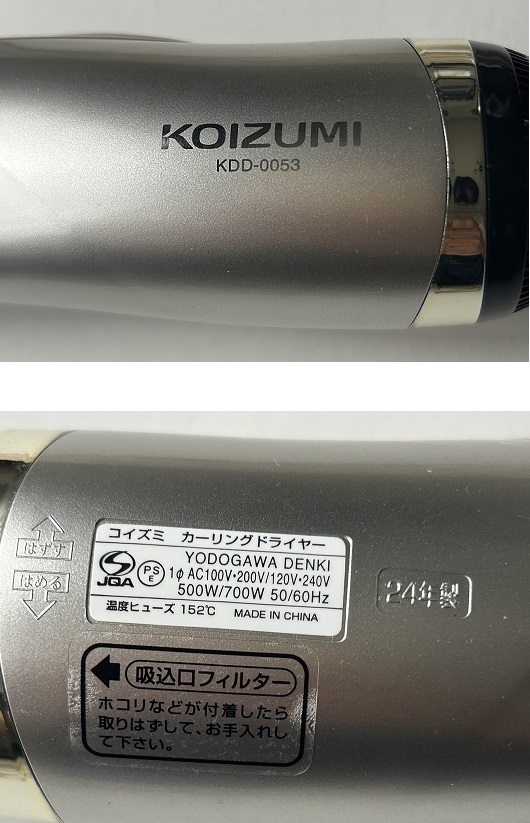 KOIZUMI
KDD-0053
はずす
はめる
コイズミ カーリングドライヤー
JQA
PS
E
YODOGAWA DENKI
1φ AC100V・200V/120V・240V
500W/700W 50/60Hz
温度ヒューズ 152℃ MADE IN CHINA
24年製
吸込口フィルター
ホコリなどが付着したら
取りはずして、お手入れし
て下さい。